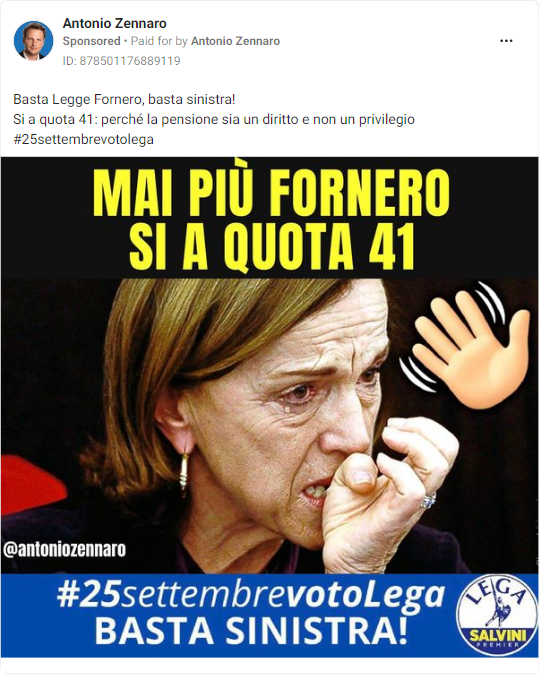 Antonio Zennaro
Sponsored • Paid for by Antonio Zennaro
ID: 878501176889119
Basta Legge Fornero, basta sinistra!
Si a quota 41: perché la pensione sia un diritto e non un privilegio
#25settembrevotolega
MAI PIÙ FORNERO
SI A QUOTA 41
@antoniozennaro
#25settembrevotoLega
BASTA SINISTRA!
LEGA
SALVINI
PREMIER